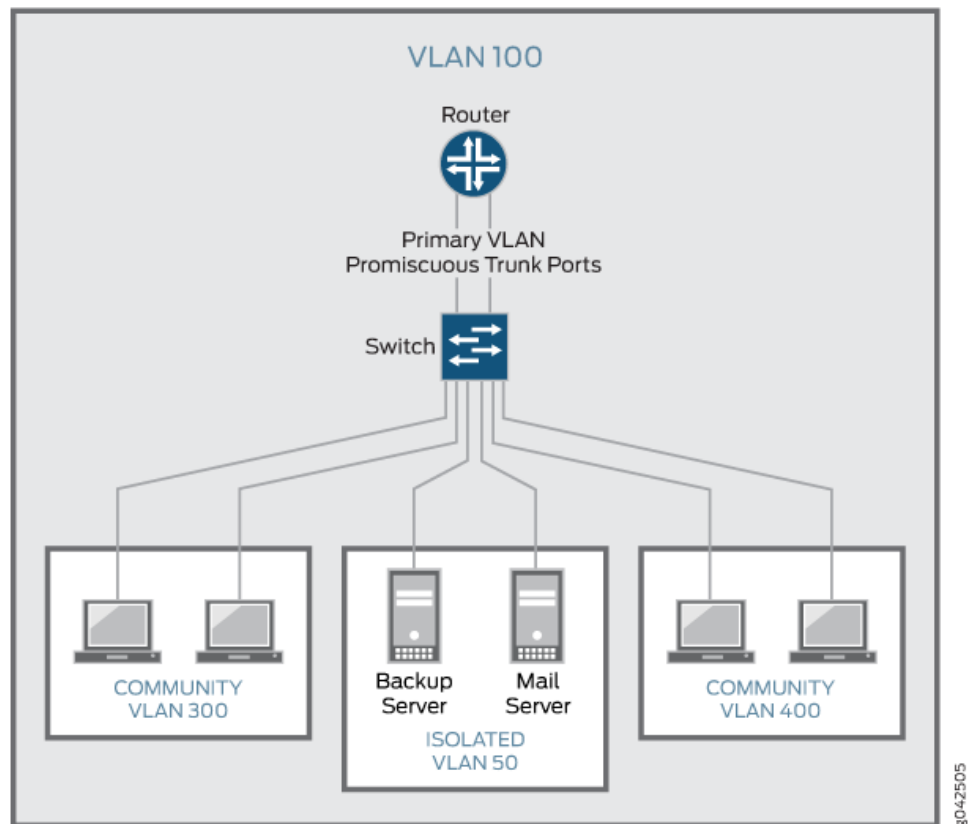 VLAN 100
Router
Primary VLAN
Promiscuous Trunk Ports
Switch
COMMUNITY
VLAN 300
Backup
Server
Mail
Server
ISOLATED
VLAN 50
COMMUNITY
VLAN 400
g042505